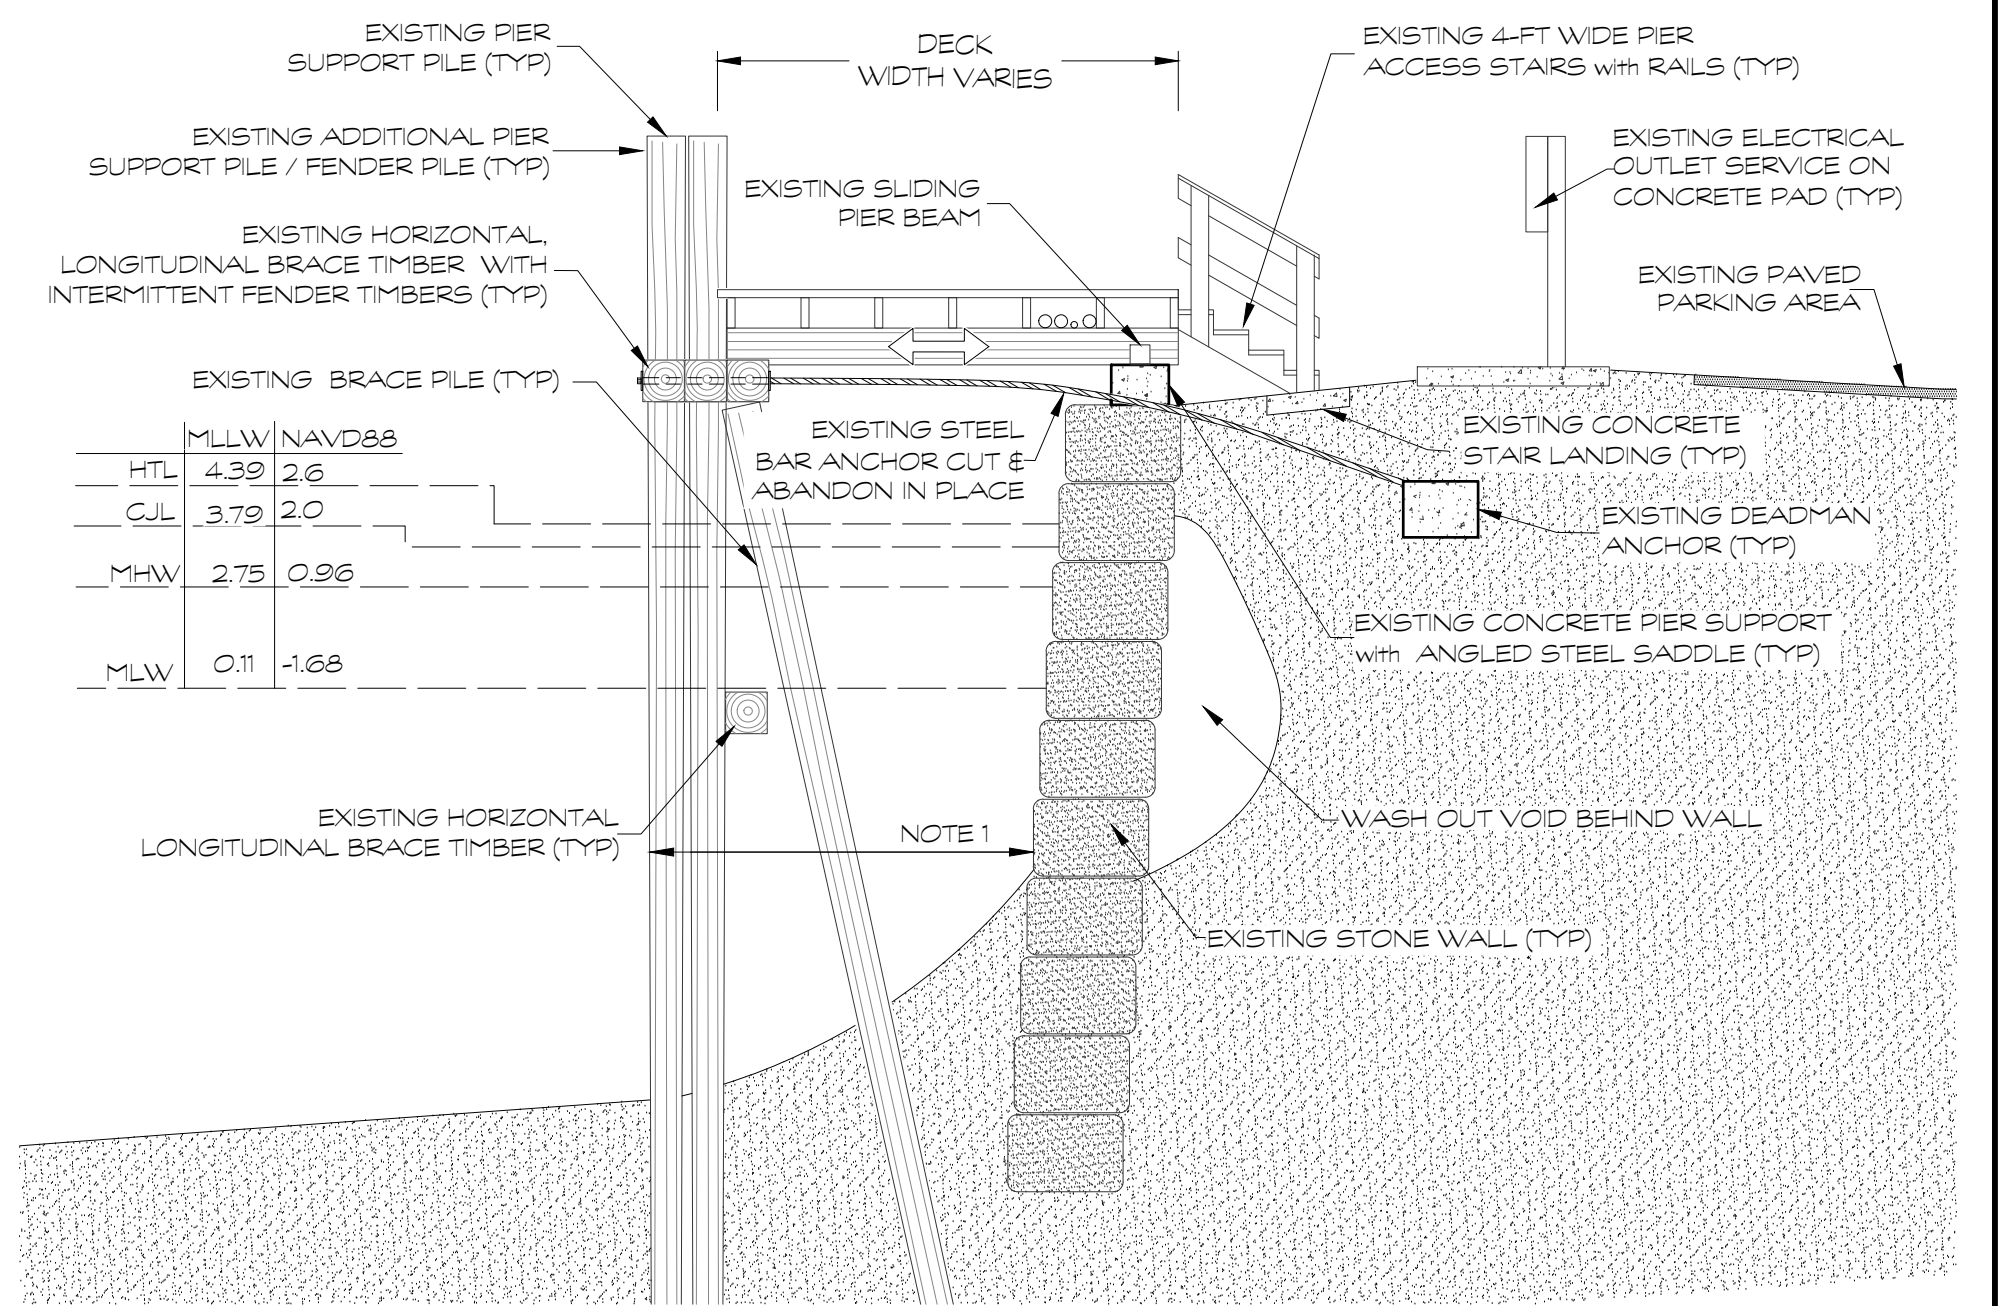 EXISTING PIER
SUPPORT PILE (TYP)
DECK
WIDTH VARIES
EXISTING 4-FT WIDE PIER
ACCESS STAIRS with RAILS (TYP)
EXISTING ADDITIONAL PIER
SUPPORT PILE / FENDER PILE (TYP)
EXISTING ELECTRICAL
OUTLET SERVICE ON
CONCRETE PAD (TYP)
EXISTING SLIDING
PIER BEAM
EXISTING HORIZONTAL,
LONGITUDINAL BRACE TIMBER WITH
INTERMITTENT FENDER TIMBERS (TYP)
EXISTING PAVED
PARKING AREA
EXISTING BRACE PILE (TYP)
EXISTING STEEL
BAR ANCHOR CUT &
ABANDON IN PLACE
EXISTING CONCRETE
STAIR LANDING (TYP)
MLLW NAVD88
HTL 4.39 2.6
CJL 3.79 2.0
MHW 2.75 0.96
MLW 0.11 -1.68
EXISTING DEADMAN
ANCHOR (TYP)
EXISTING CONCRETE PIER SUPPORT
with ANGLED STEEL SADDLE (TYP)
EXISTING HORIZONTAL
LONGITUDINAL BRACE TIMBER (TYP)
NOTE 1
WASH OUT VOID BEHIND WALL
EXISTING STONE WALL (TYP)